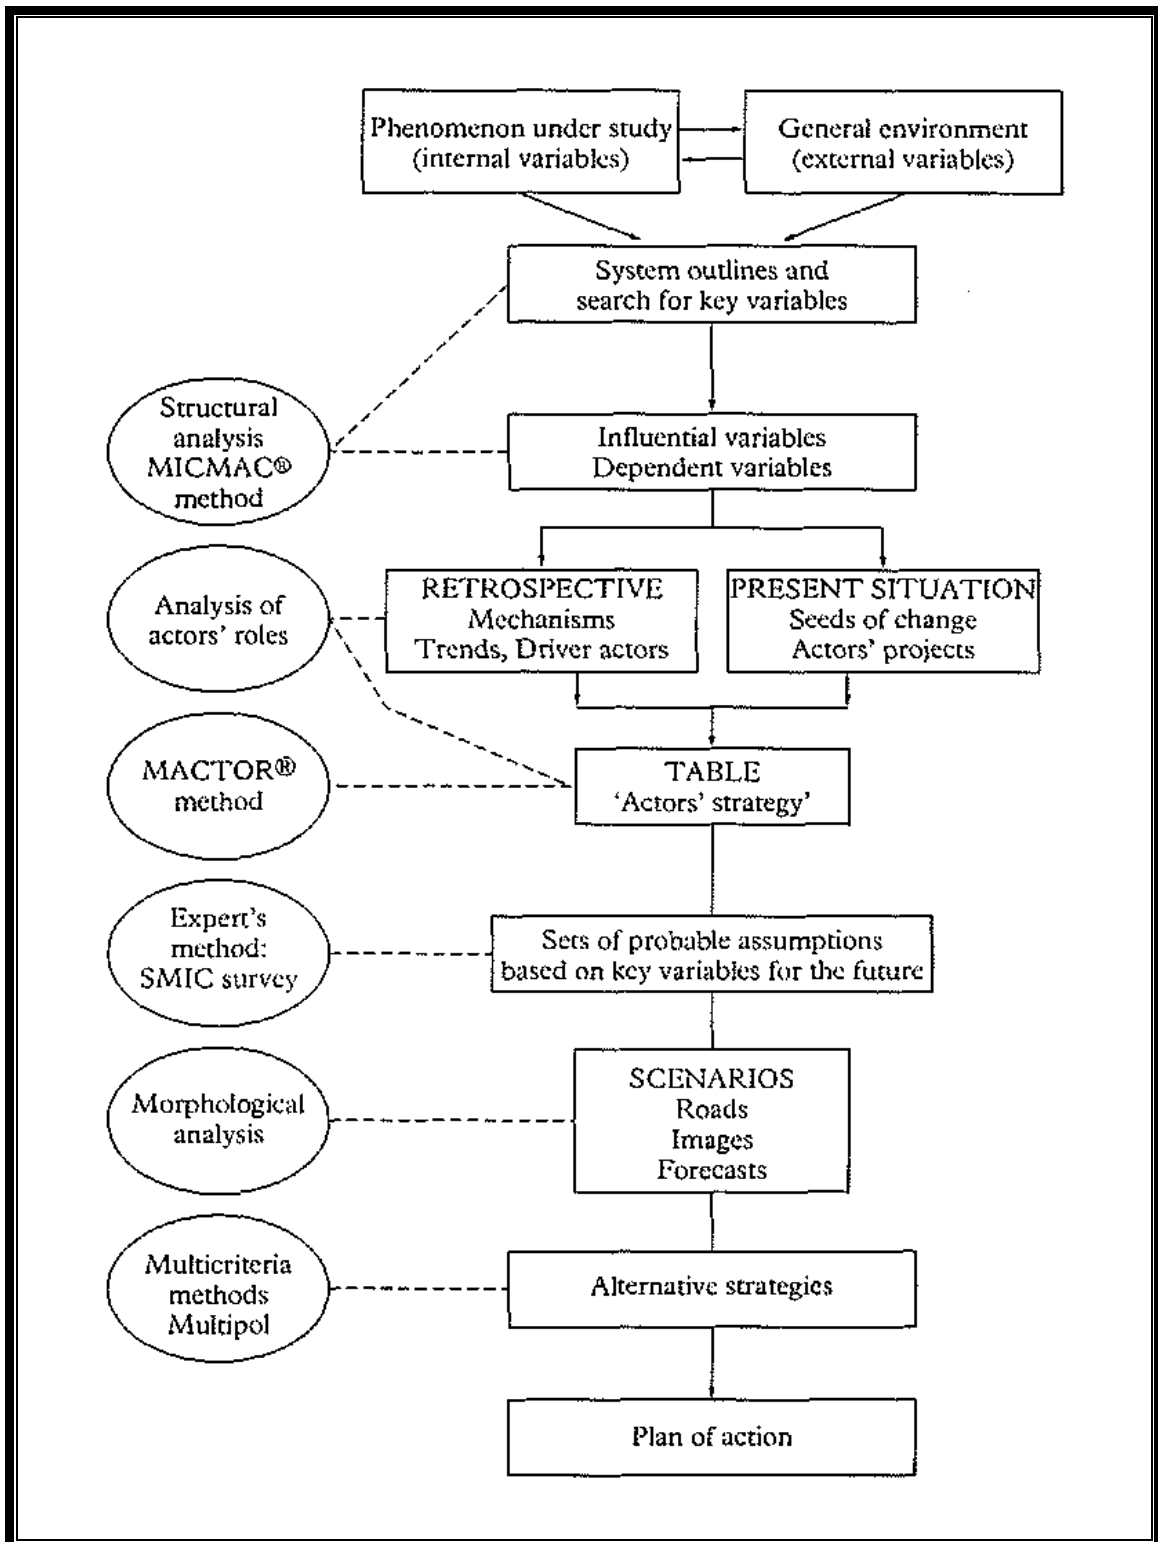 Phenomenon under study
(internal variables)
General environment
(external variables)
System outlines and
search for key variables
Structural
analysis
MICMAC®
method
Influential variables
Dependent variables
Analysis of
actors' roles
RETROSPECTIVE
Mechanisms
Trends, Driver actors
PRESENT SITUATION
Seeds of change
Actors' projects
MACTOR®
method
TABLE
'Actors' strategy'
Expert's
method:
SMIC survey
Sets of probable assumptions
based on key variables for the future
Morphological
analysis
SCENARIOS
Roads
Images
Forecasts
Multicriteria
methods
Multipol
Alternative strategies
Plan of action